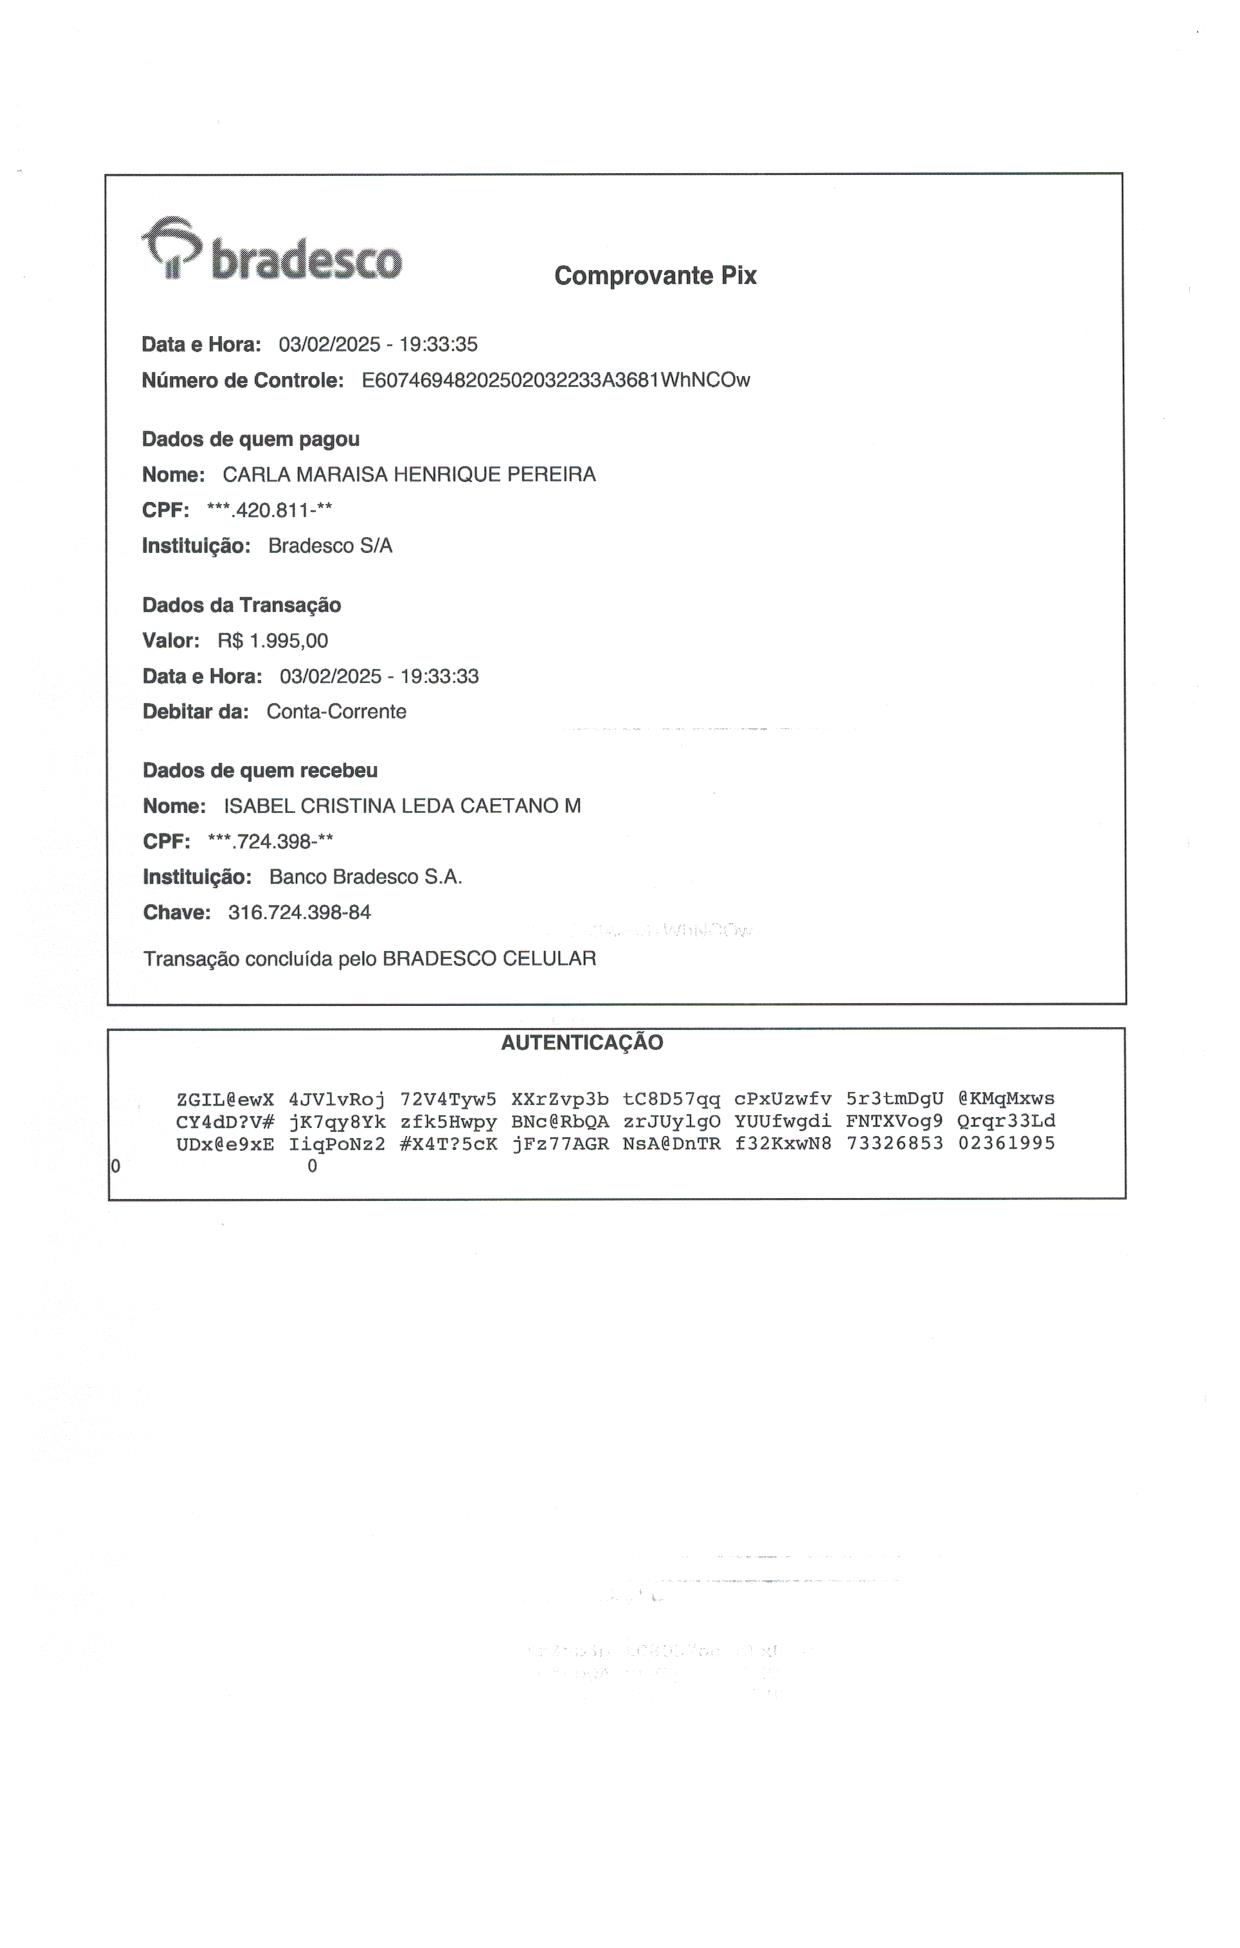 bradesco
Comprovante Pix
Data e Hora: 03/02/2025 - 19:33:35
Número de Controle: E60746948202502032233A3681WhNCOw
Dados de quem pagou
Nome: CARLA MARAISA HENRIQUE PEREIRA
CPF: ***.420.811-**
Instituição: Bradesco S/A
Dados da Transação
Valor: R$ 1.995,00
Data e Hora: 03/02/2025 - 19:33:33
Debitar da: Conta-Corrente
Dados de quem recebeu
Nome: ISABEL CRISTINA LEDA CAETANO M
CPF: ***.724.398-**
Instituição: Banco Bradesco S.A.
Chave: 316.724.398-84
Transação concluída pelo BRADESCO CELULAR
AUTENTICAÇÃO
ZGIL@ewX 4JVlvRoj 72V4Tyw5 XXrZvp3b tC8D57qq cPxUzwfv 5r3tmDgU @KMqMxws
CY4dD?V# jK7qy8Yk zfk5Hwpy BNc@RbQA zrJUylgO YUUfwgdi FNTXVog9 Qrqr33Ld
UDx@e9xE IiqPoNz2 #X4T?5cK jFz77AGR NsA@DnTR f32KxwN8 73326853 02361995
0 0